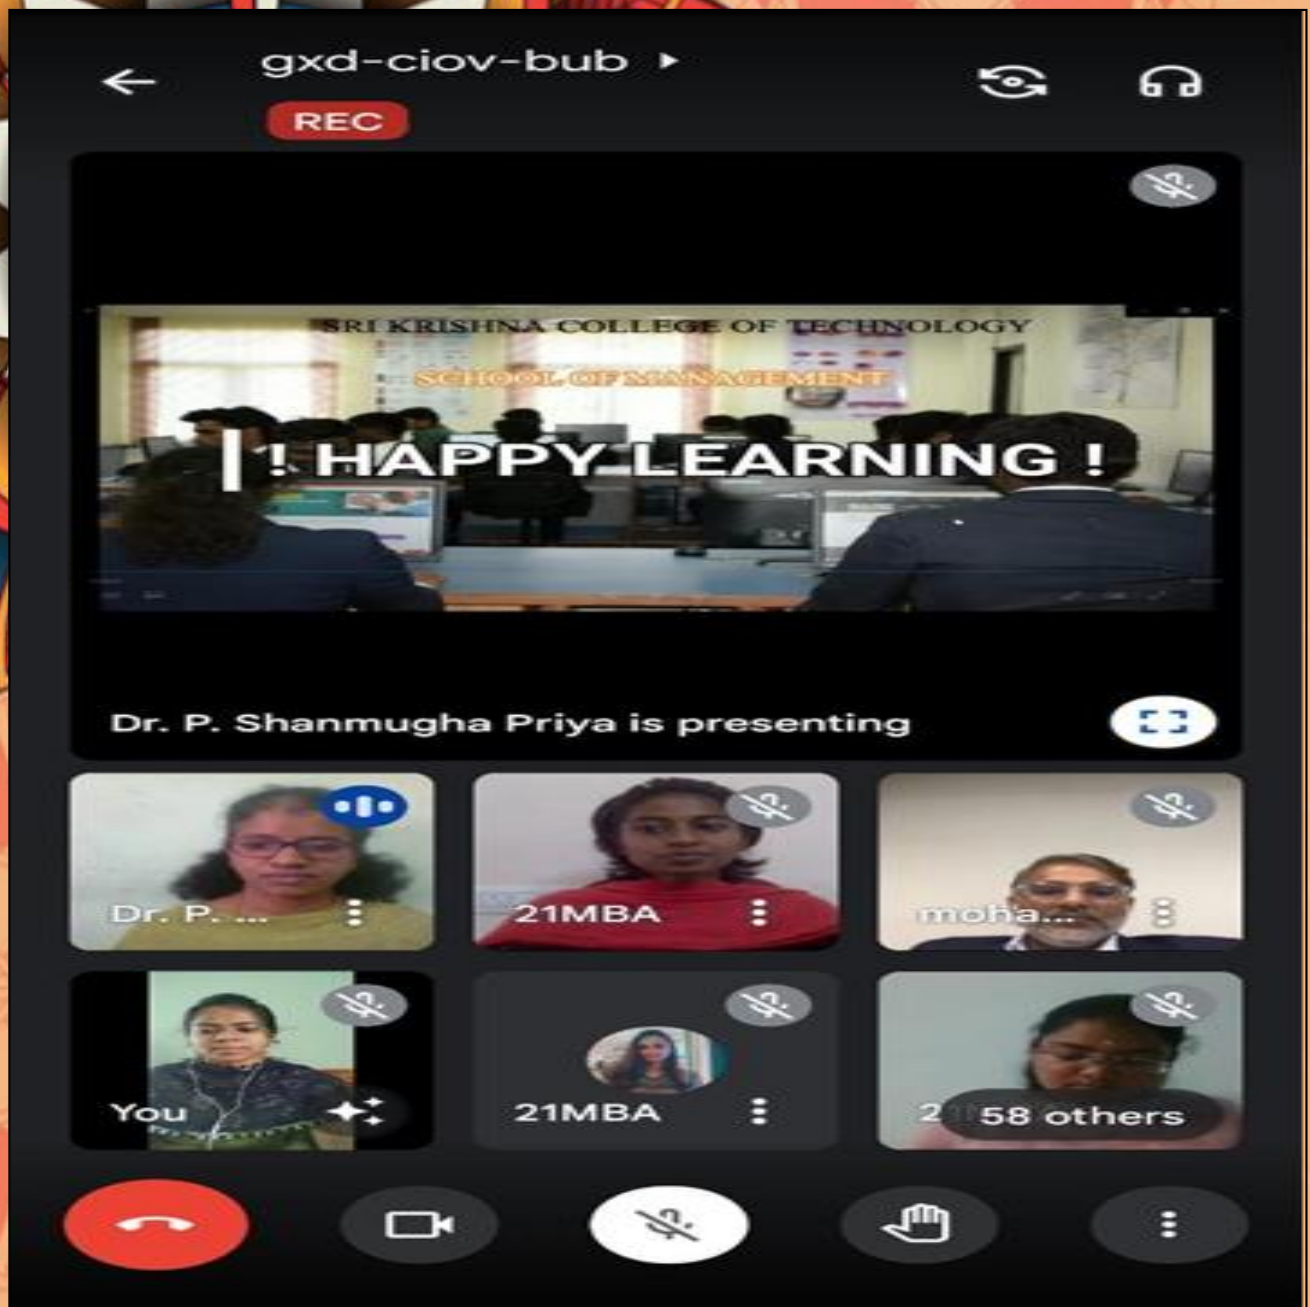 gxd-ciov-bub
REC
SRI KRISHNA COLLEGE OF TECHNOLOGY
SCHOOL OF MANAGEMENT
! HAPPY LEARNING !
Dr. P. Shanmugha Priya is presenting
Dr. P. ...
21MBA
moha...
You
21MBA
58 others